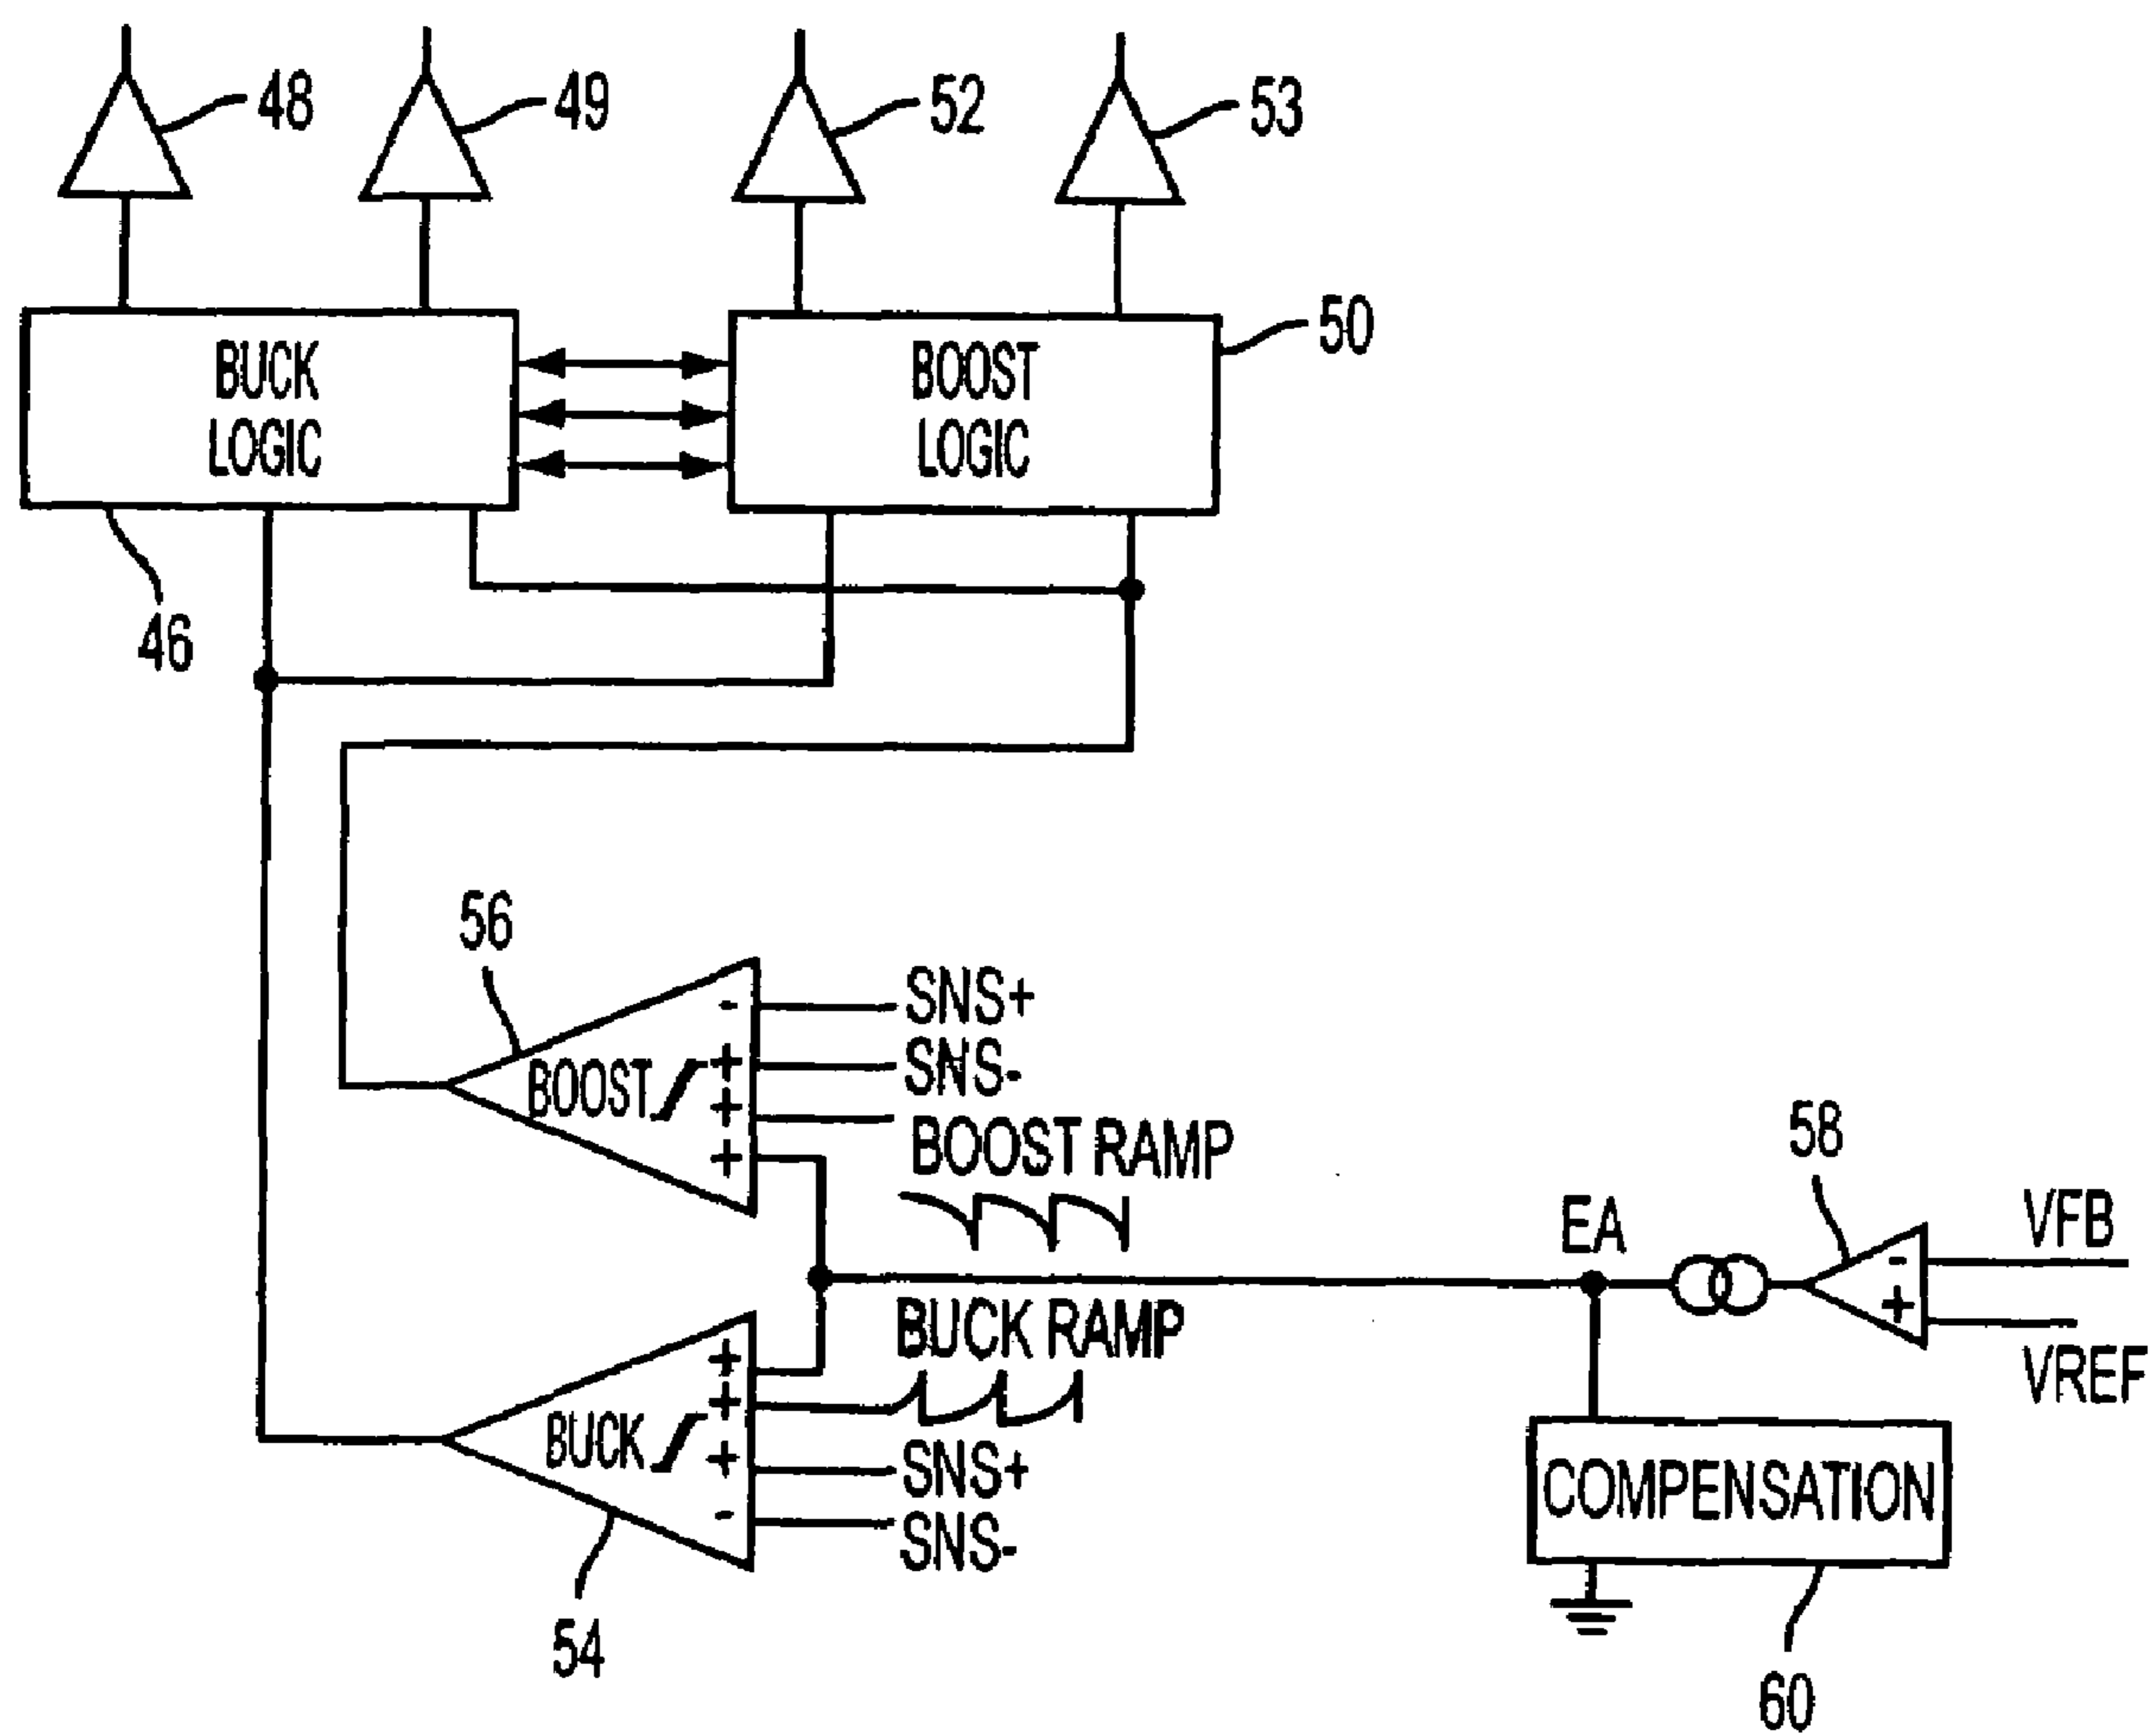 48
49
52
53
BUCK
LOGIC
BOOST
LOGIC
50
46
56
SNS+
- 
SNS-
+
BOOST
+
BOOST RAMP
+
58
EA
VFB
-
+
VREF
BUCK RAMP
+
+
BUCK
+
SNS+
-
SNS-
COMPENSATION
54
60